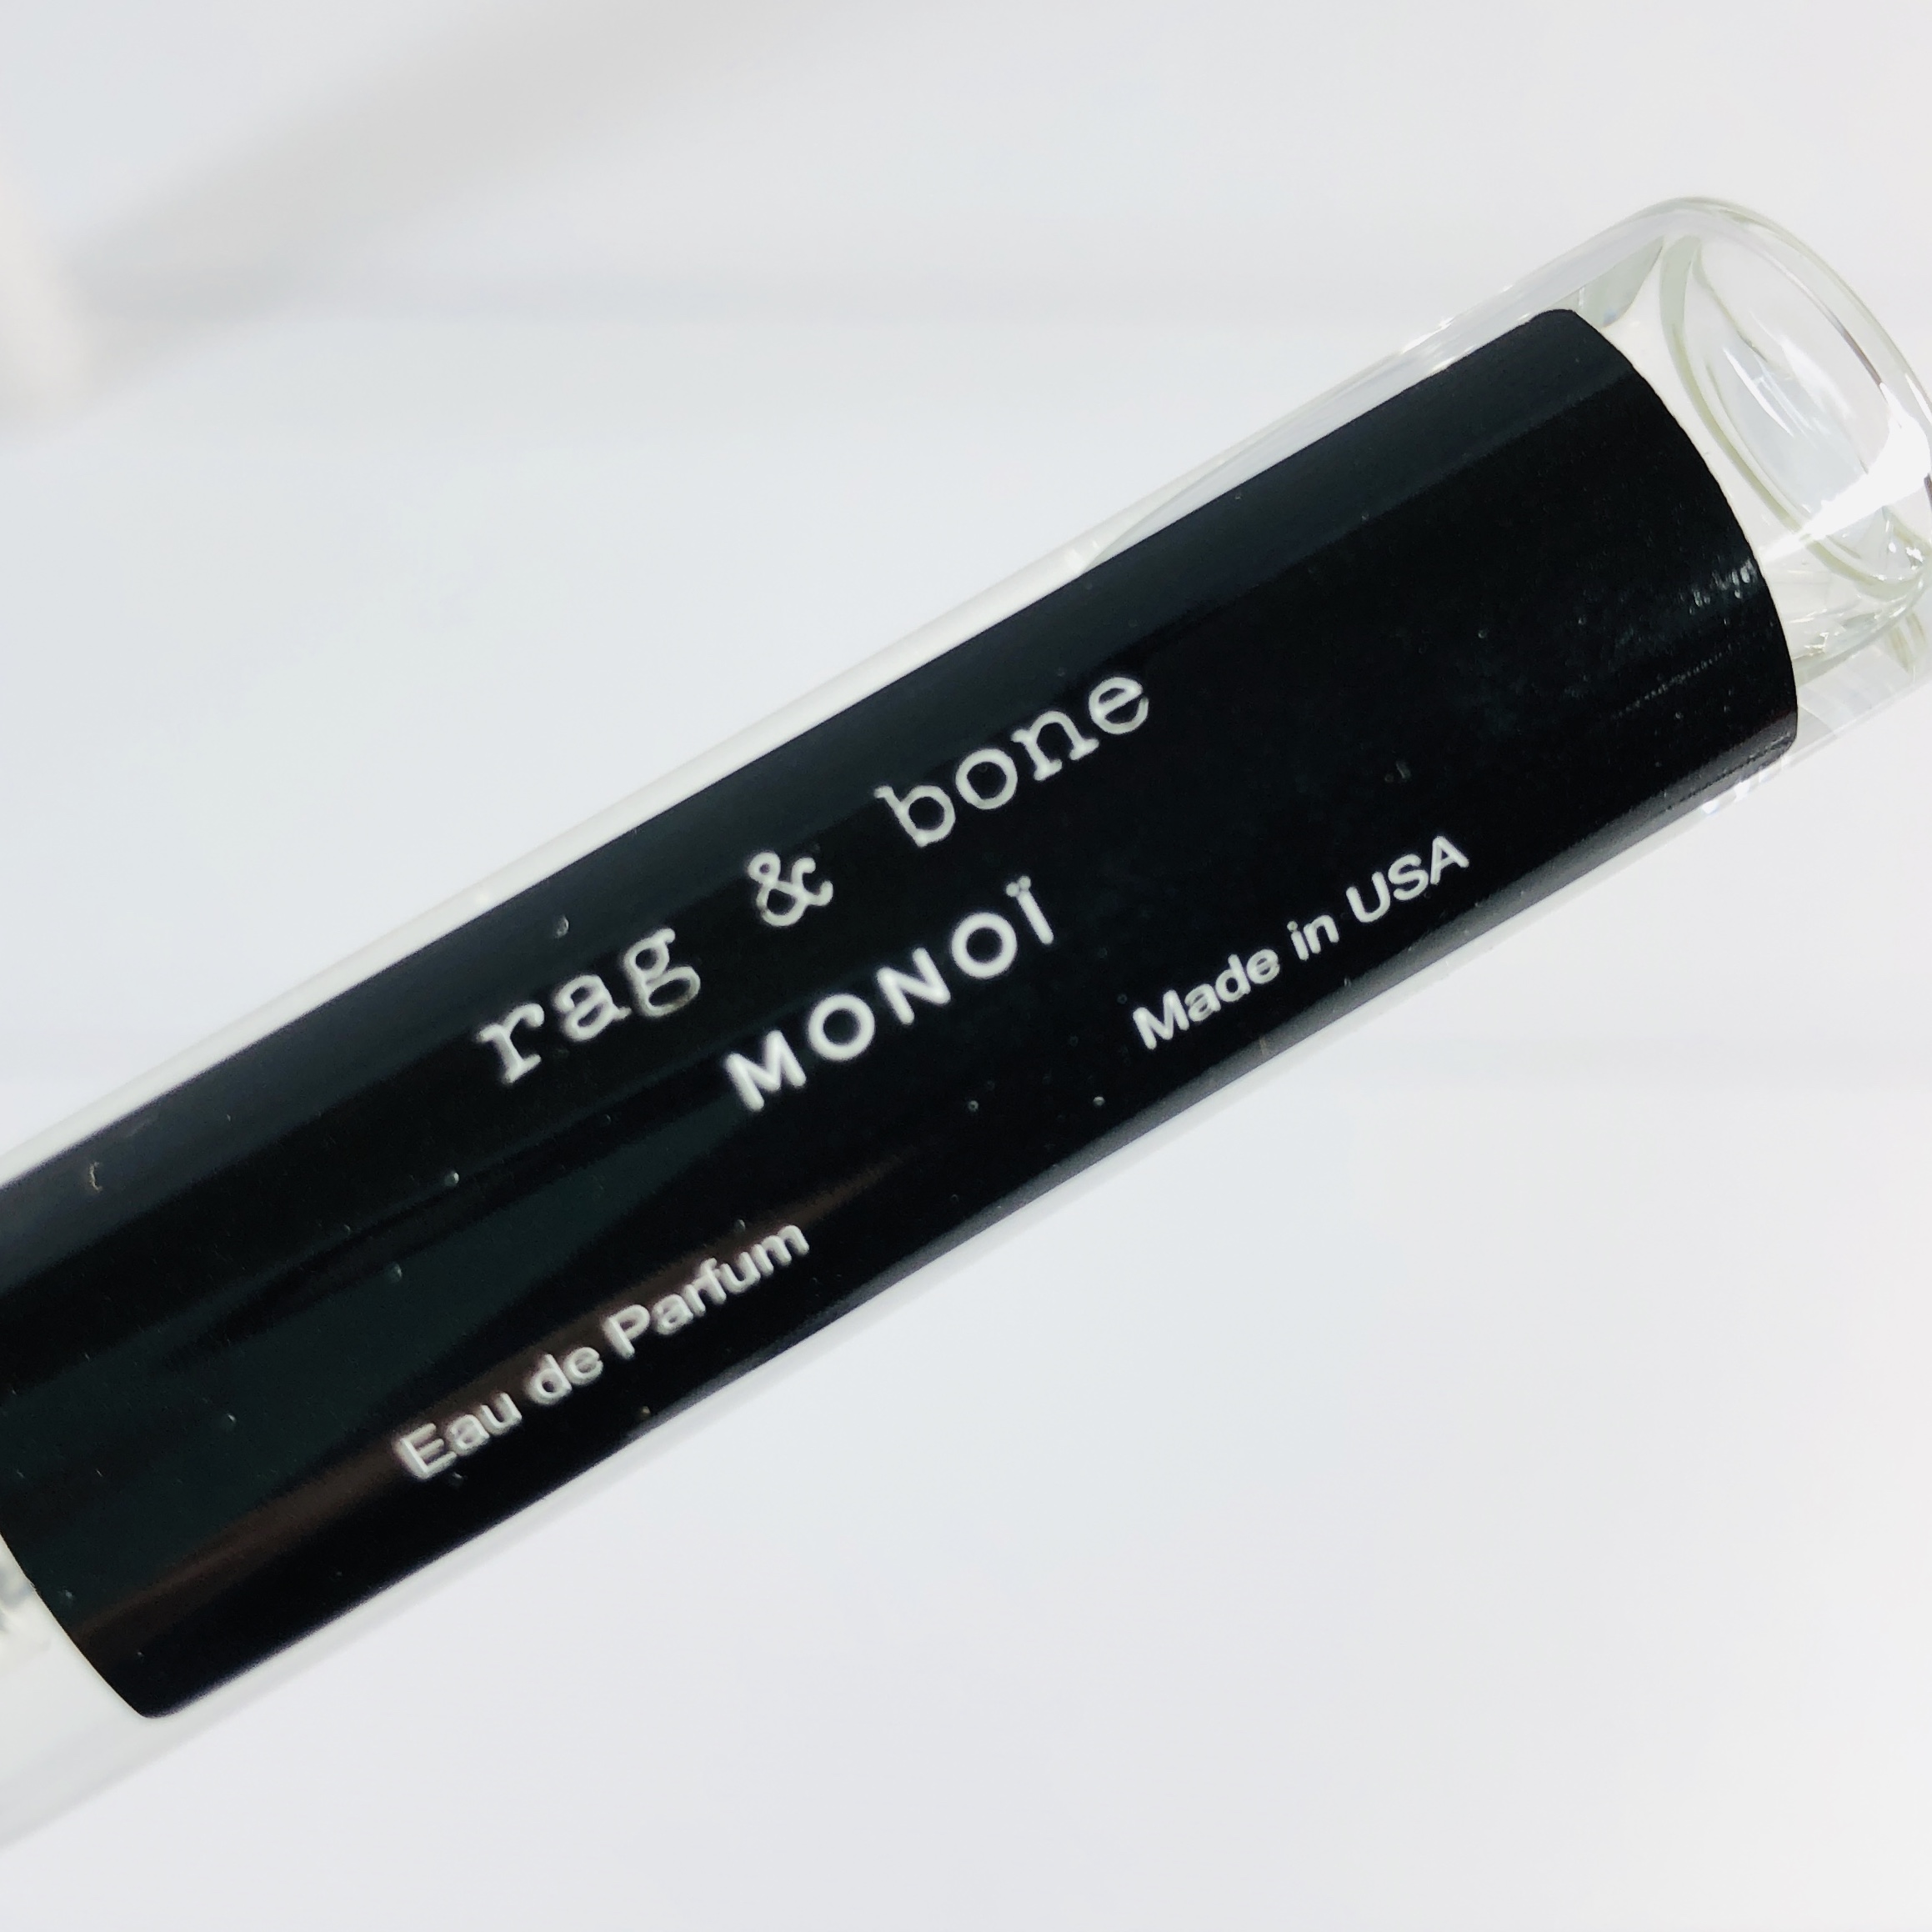 rag & bone
MONOÏ
Eau de Parfum
Made in USA